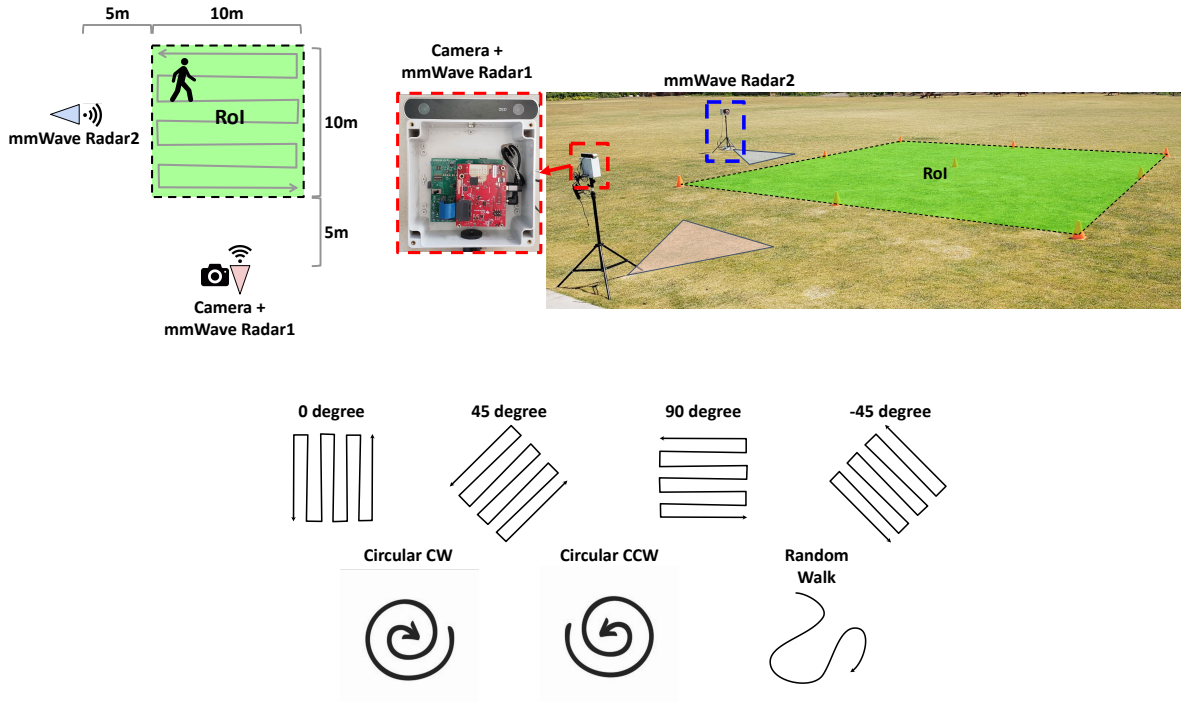 5m
10m
RoI
mmWave Radar2
10m
5m
Camera +
mmWave Radar1
Camera +
mmWave Radar1
mmWave Radar2
RoI
0 degree
45 degree
90 degree
-45 degree
Circular CW
Circular CCW
Random
Walk